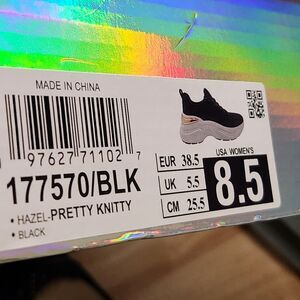 MADE IN CHINA
97627 71102 7
177570/BLK
• HAZEL-PRETTY KNITTY
• BLACK
EUR 38.5
UK 5.5
CM 25.5
USA WOMEN'S
8.5